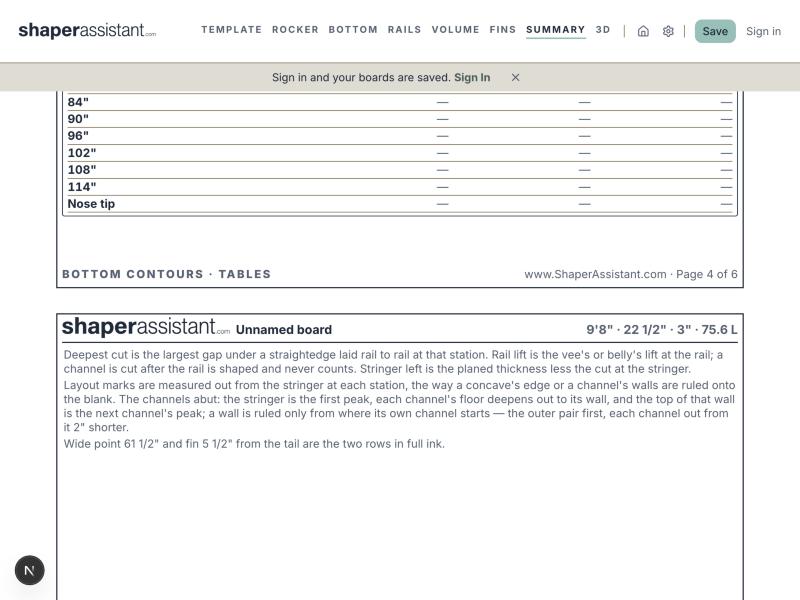 shaperassistant.com
TEMPLATE ROCKER BOTTOM RAILS VOLUME FINS SUMMARY 3D
Save Sign in
Sign in and your boards are saved. Sign In ×
84" — — —
90" — — —
96" — — —
102" — — —
108" — — —
114" — — —
Nose tip — — —
BOTTOM CONTOURS · TABLES www.ShaperAssistant.com · Page 4 of 6
shaperassistant.com Unnamed board 9'8" · 22 1/2" · 3" · 75.6 L
Deepest cut is the largest gap under a straightedge laid rail to rail at that station. Rail lift is the vee's or belly's lift at the rail; a
channel is cut after the rail is shaped and never counts. Stringer left is the planed thickness less the cut at the stringer.
Layout marks are measured out from the stringer at each station, the way a concave's edge or a channel's walls are ruled onto
the blank. The channels abut: the stringer is the first peak, each channel's floor deepens out to its wall, and the top of that wall
is the next channel's peak; a wall is ruled only from where its own channel starts — the outer pair first, each channel out from
it 2" shorter.
Wide point 61 1/2" and fin 5 1/2" from the tail are the two rows in full ink.
N